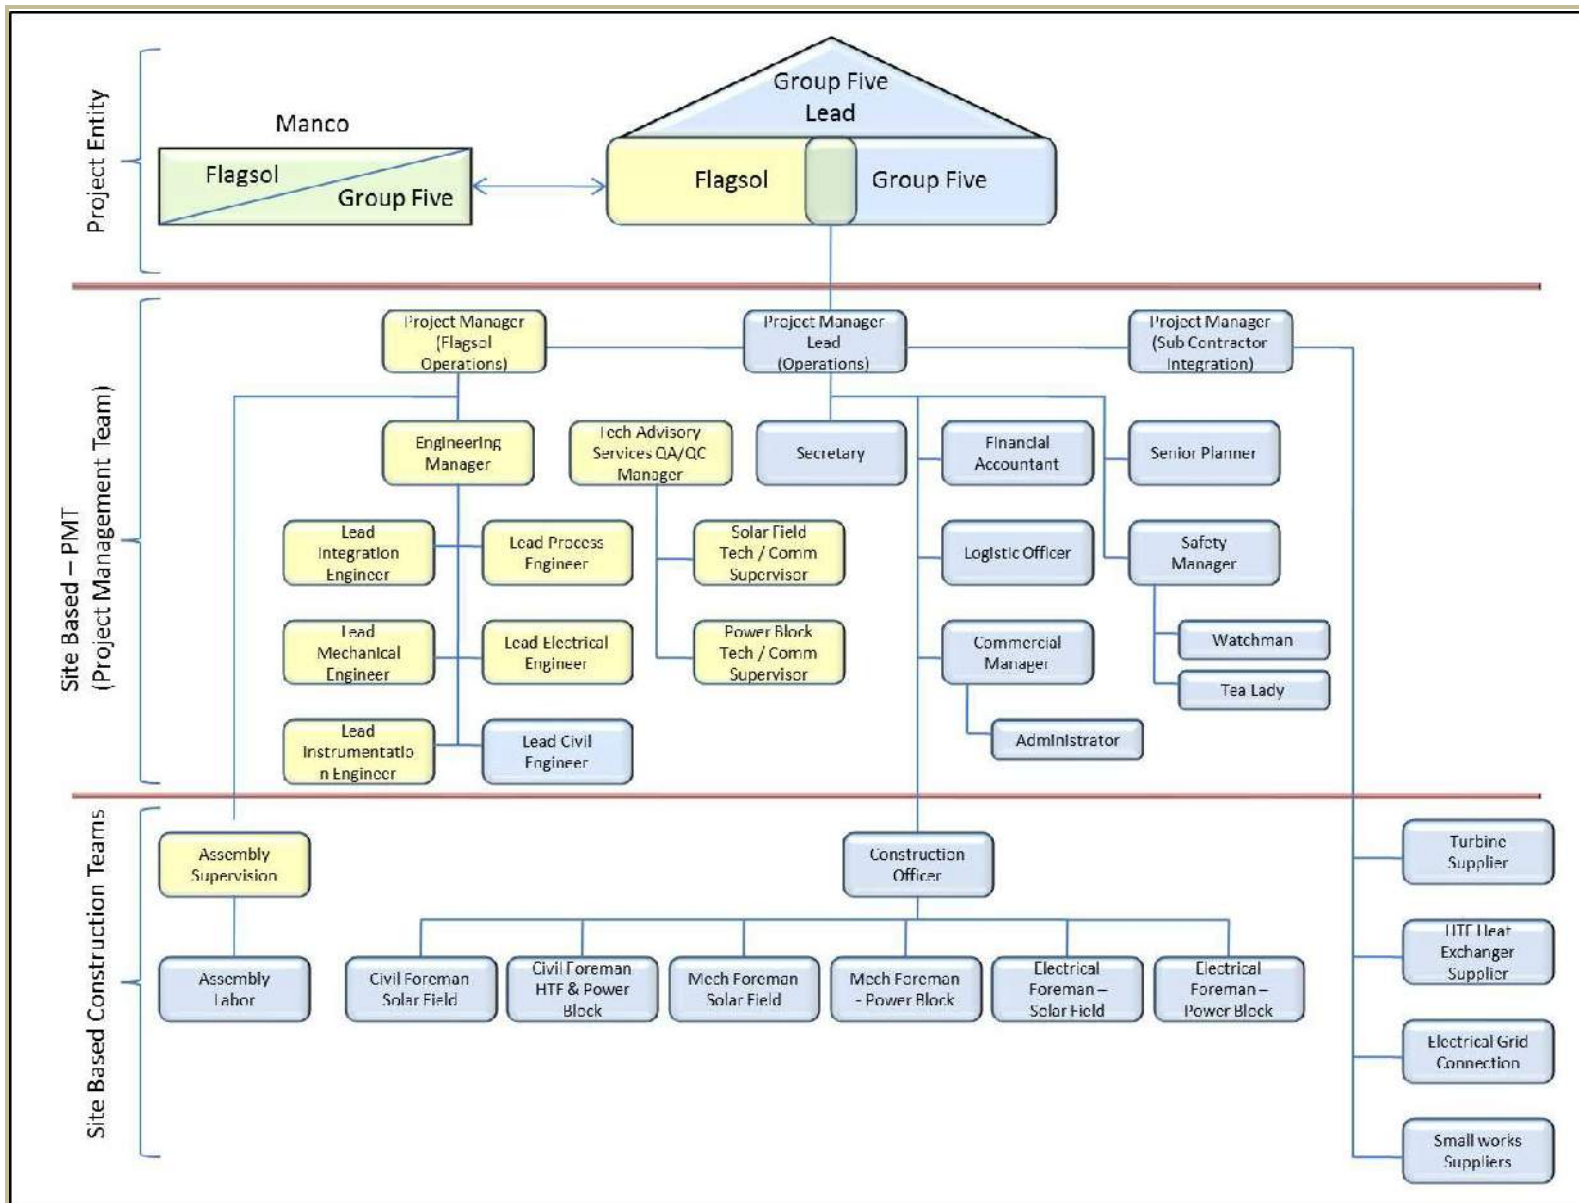 Project Entity
Manco
Flagsol
Group Five
Group Five
Lead
Flagsol
Group Five
Site Based – PMT
(Project Management Team)
Project Manager
(Flagsol
Operations)
Project Manager
Lead
(Operations)
Project Manager
(Sub Contractor
Integration)
Engineering
Manager
Tech Advisory
Services QA/QC
Manager
Secretary
Financial
Accountant
Senior Planner
Lead
Integration
Engineer
Lead Process
Engineer
Solar Field
Tech / Comm
Supervisor
Logistic Officer
Safety
Manager
Lead
Mechanical
Engineer
Lead Electrical
Engineer
Power Block
Tech / Comm
Supervisor
Commercial
Manager
Watchman
Tea Lady
Lead
Instrumentatio
n Engineer
Lead Civil
Engineer
Administrator
Site Based Construction Teams
Assembly
Supervision
Construction
Officer
Turbine
Supplier
Assembly
Labor
Civil Foreman
Solar Field
Civil Foreman
HTF & Power
Block
Mech Foreman
Solar Field
Mech Foreman
- Power Block
Electrical
Foreman –
Solar Field
Electrical
Foreman –
Power Block
HTF Heat
Exchanger
Supplier
Electrical Grid
Connection
Small works
Suppliers